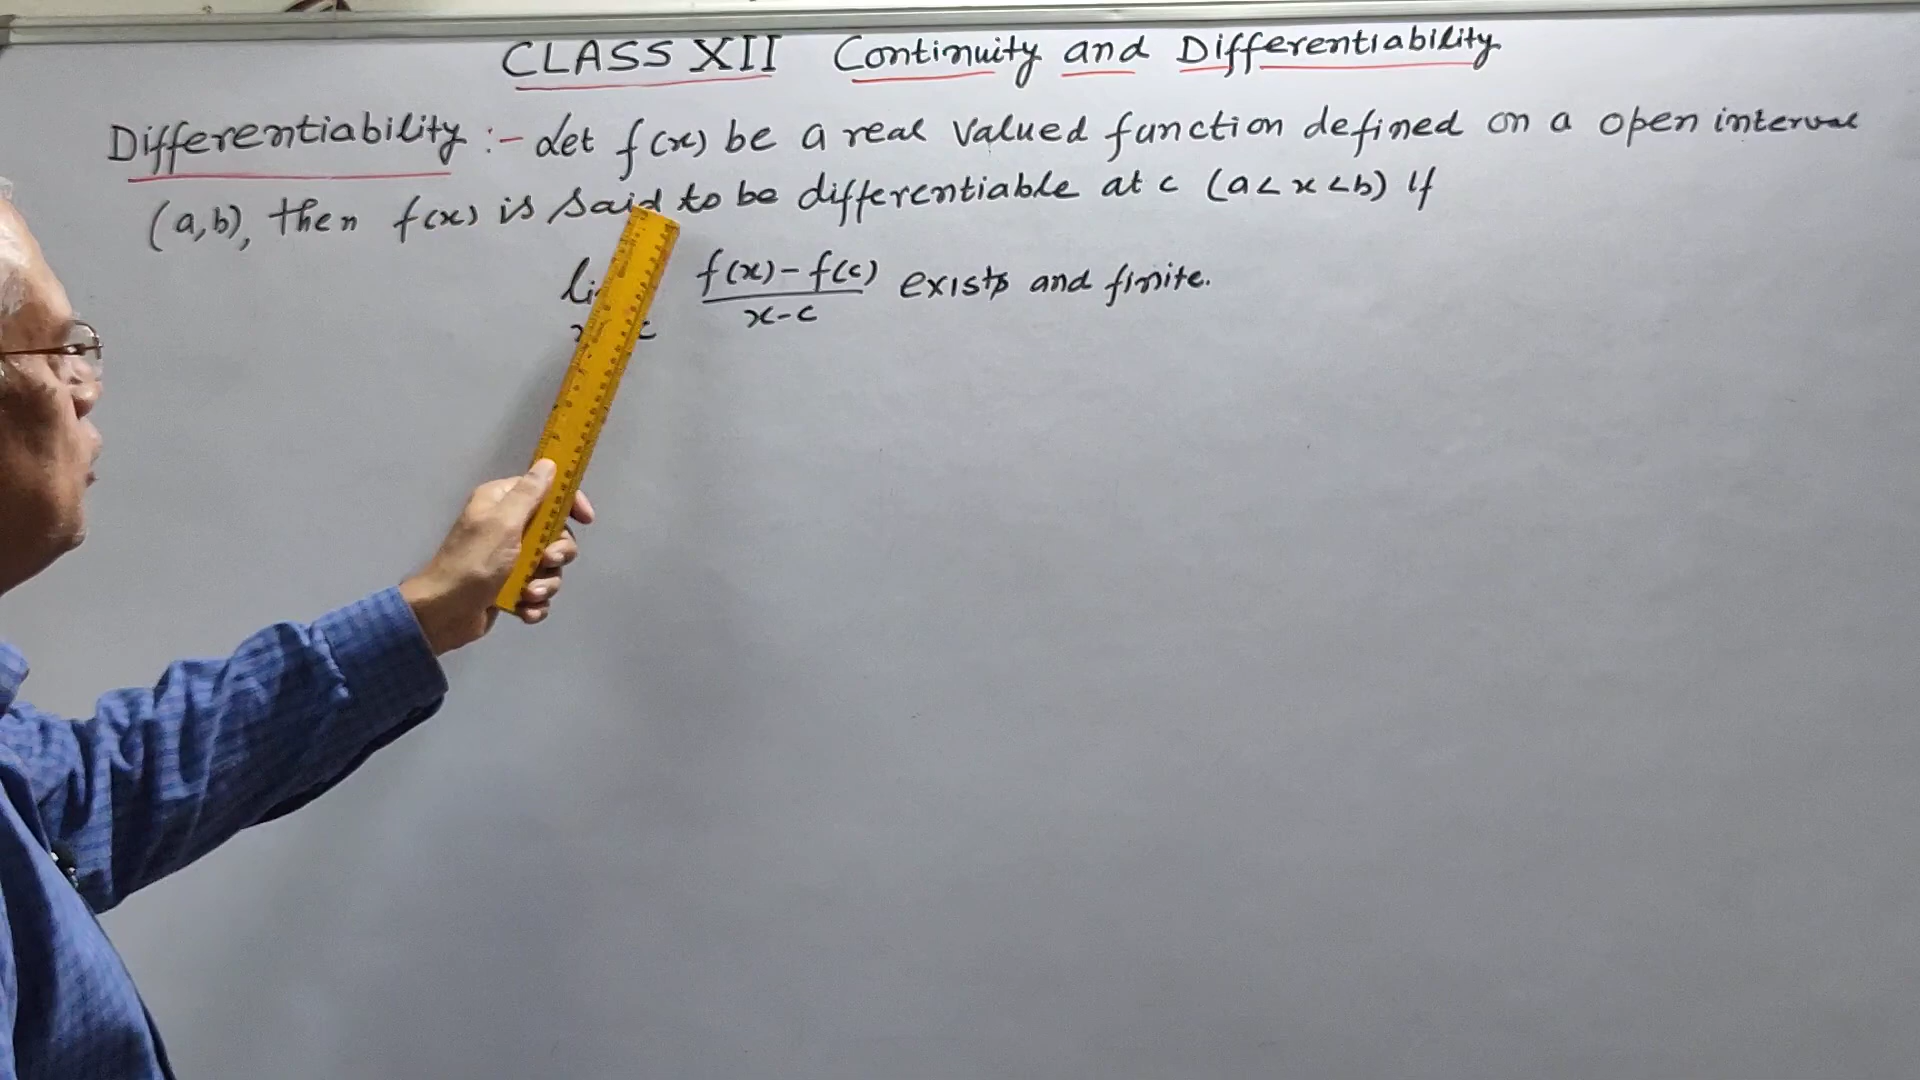 CLASS XII Continuity and Differentiability
Differentiability :- Let f(x) be a real valued function defined on a open interval
(a,b), then f(x) is said to be differentiable at c (a<x<b) If
f(x)-f(c) exists and finite.
x-c